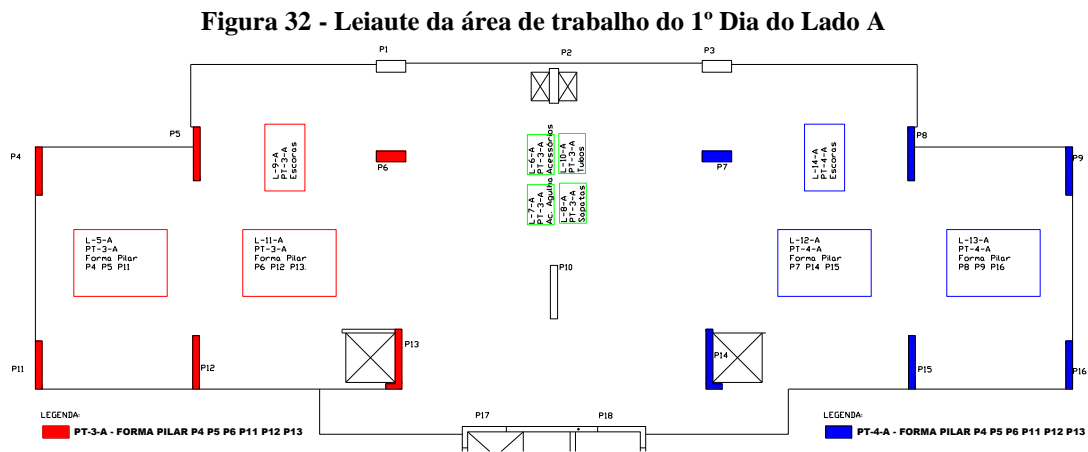 Figura 32 - Leiaute da área de trabalho do 1º Dia do Lado A
P1
P2
P3
P4
P5
P6
P7
P8
P9
L-9-A
PT-3-A
Escoras
L-6-A
PT-3-A
Acessórios
L-10-A
PT-3-A
Tubos
L-7-A
PT-3-A
Ac. Agulha
L-8-A
PT-3-A
Sapatas
L-14-A
PT-4-A
Escoras
L-5-A
PT-3-A
Forma Pilar
P4 P5 P11
L-11-A
PT-3-A
Forma Pilar
P6 P12 P13.
L-12-A
PT-4-A
Forma Pilar
P7 P14 P15
L-13-A
PT-4-A
Forma Pilar
P8 P9 P16
P10
P11
P12
P13
P14
P15
P16
P17
P18
LEGENDA:
PT-3-A - FORMA PILAR P4 P5 P6 P11 P12 P13
LEGENDA:
PT-4-A - FORMA PILAR P4 P5 P6 P11 P12 P13